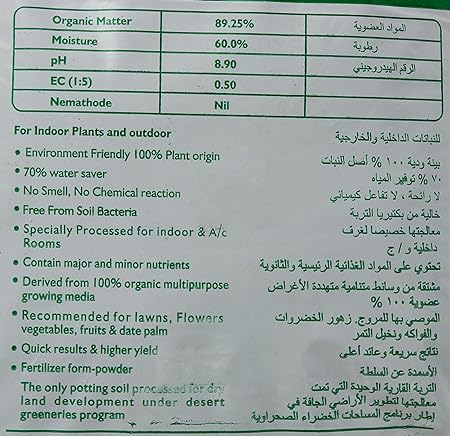 Organic Matter 89.25% المواد العضوية
Moisture 60.0% رطوبة
pH 8.90 الرقم الهيدروجيني
EC (1:5) 0.50
Nemathode Nil
For Indoor Plants and outdoor
• Environment Friendly 100% Plant origin
• 70% water saver
• No Smell, No Chemical reaction
• Free From Soil Bacteria
• Specially Processed for indoor & A/c
Rooms
• Contain major and minor nutrients
• Derived from 100% organic multipurpose
growing media
• Recommended for lawns, Flowers
vegetables, fruits & date palm
• Quick results & higher yield
• Fertilizer form-powder
The only potting soil processed for dry
land development under desert
greeneries program
للنباتات الداخلية والخارجية
بيئة ودية ١٠٠ % أصل النبات
٧٠ % توفير المياه
لا رائحة ، لا تفاعل كيميائي
خالية من بكتيريا التربة
معالجتها خصيصا لغرف
داخلية و / ج
تحتوي على المواد الغذائية الرئيسية والثانوية
مشتقة من وسائط متنامية متهددة الأغراض
عضوية ١٠٠ %
الموصي بها للمروج. زهور الخضروات
والفواكه ونخيل التمر
نتائج سريعة وعائد أعلى
الأسمدة عن السلطة
التربة القارية الوحيدة التي تمت
معالجتها لتطوير الأراضي الجافة في
إطار برنامج المساحات الخضراء الصحراوية